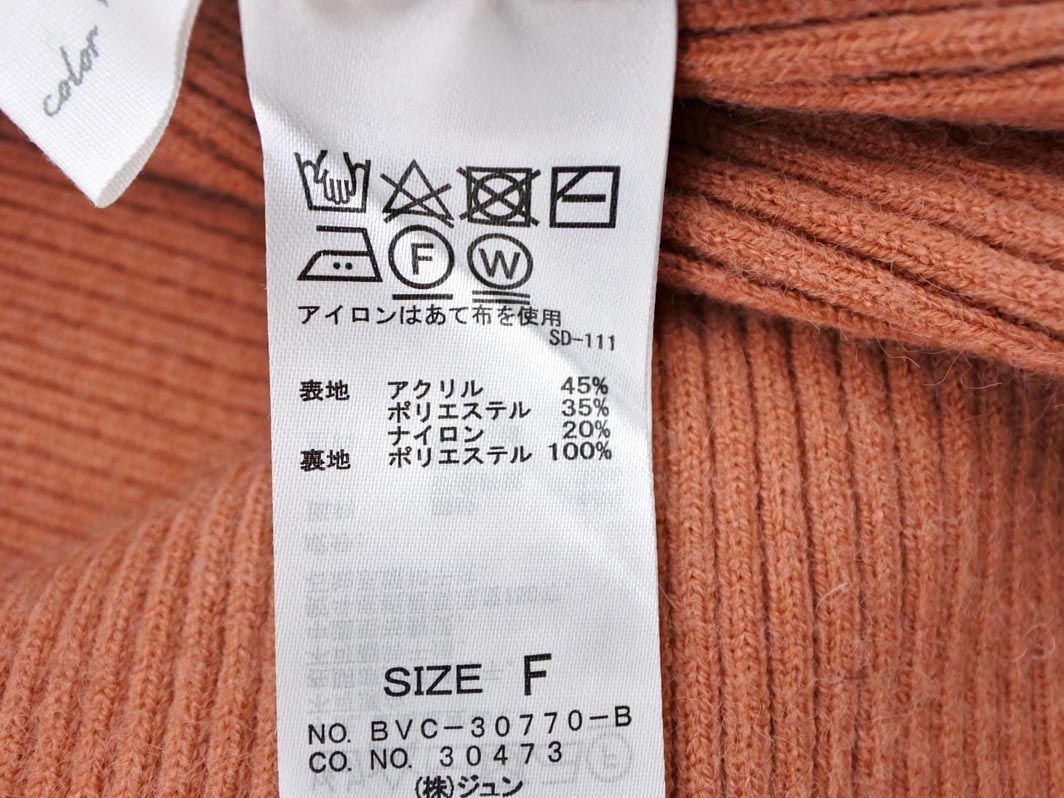 color
F W
アイロンはあて布を使用
SD-111
表地 アクリル 45%
ポリエステル 35%
ナイロン 20%
裏地 ポリエステル 100%
SIZE F
NO. BVC-30770-B
CO. NO. 30473
(株)ジュン